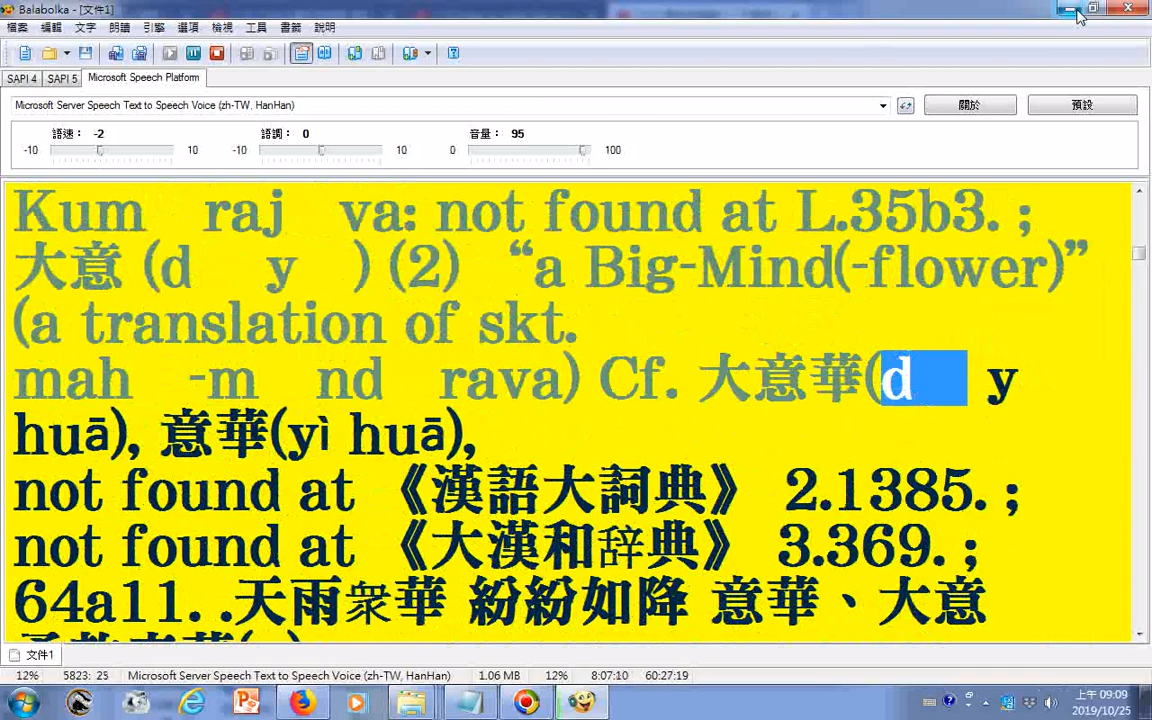 Balabolka - [文件1]
檔案 編輯 文字 朗讀 引擎 選項 檢視 工具 書籤 說明
SAPI 4 SAPI 5 Microsoft Speech Platform
Microsoft Server Speech Text to Speech Voice (zh-TW, HanHan) 關於 預設
語速： -2 語調： 0 音量： 95
-10 10 -10 10 0 100
Kum raj va: not found at L.35b3. ;
大意 (d y ) (2) “a Big-Mind(-flower)”
(a translation of skt.
mah -m nd rava) Cf. 大意華(d y
huā), 意華(yì huā),
not found at 《漢語大詞典》 2.1385. ;
not found at 《大漢和辞典》 3.369. ;
64a11. .天雨衆華 紛紛如降 意華、大意
文件1
12% 5823: 25 Microsoft Server Speech Text to Speech Voice (zh-TW, HanHan) 1.06 MB 12% 8:07:10 60:27:19
上午 09:09
2019/10/25